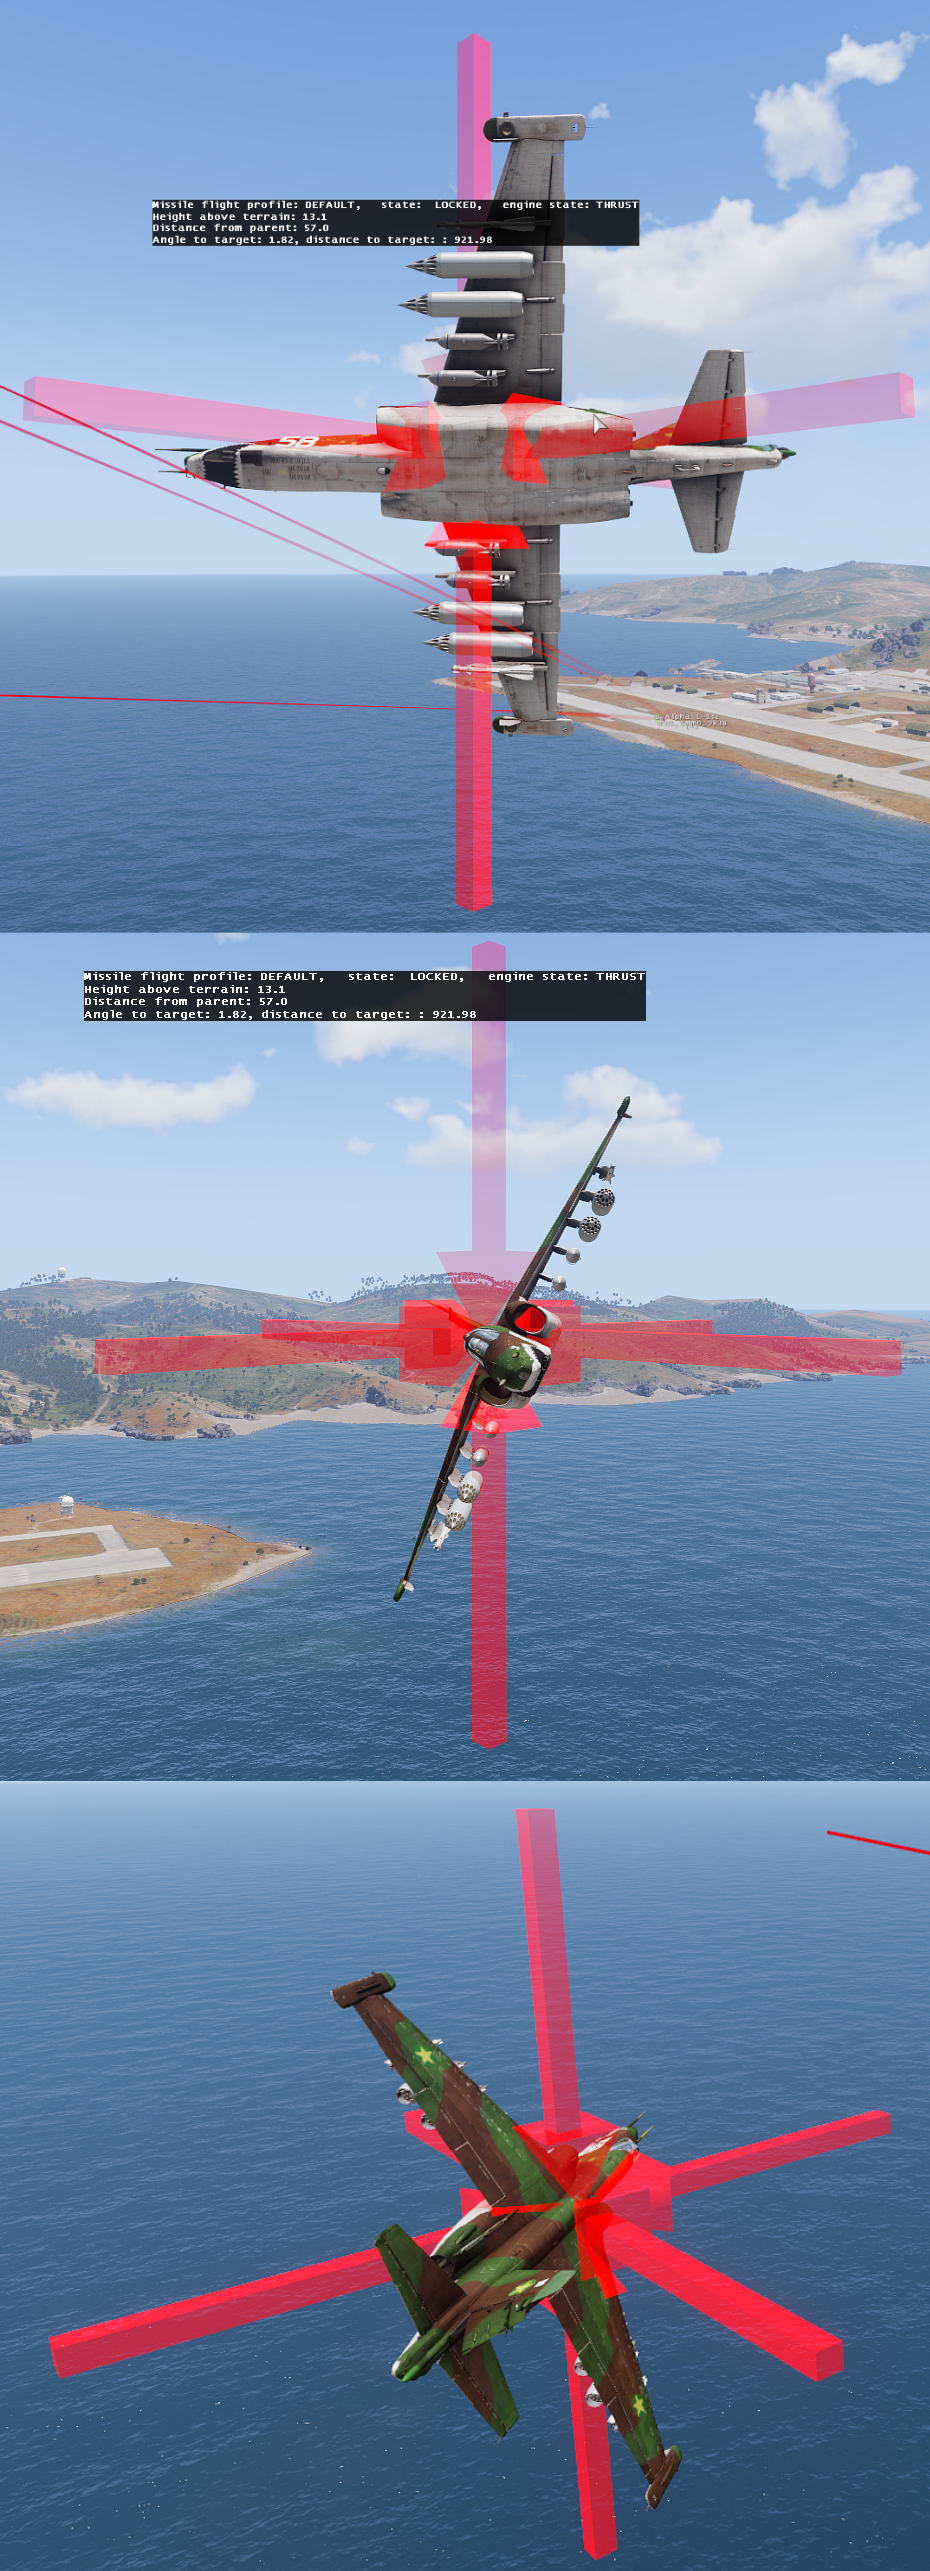 Missile flight profile: DEFAULT,   state:  LOCKED,   engine state: THRUST
Height above terrain: 13.1
Distance from parent: 57.0
Angle to target: 1.82, distance to target: : 921.98
58
Missile flight profile: DEFAULT,   state:  LOCKED,   engine state: THRUST
Height above terrain: 13.1
Distance from parent: 57.0
Angle to target: 1.82, distance to target: : 921.98